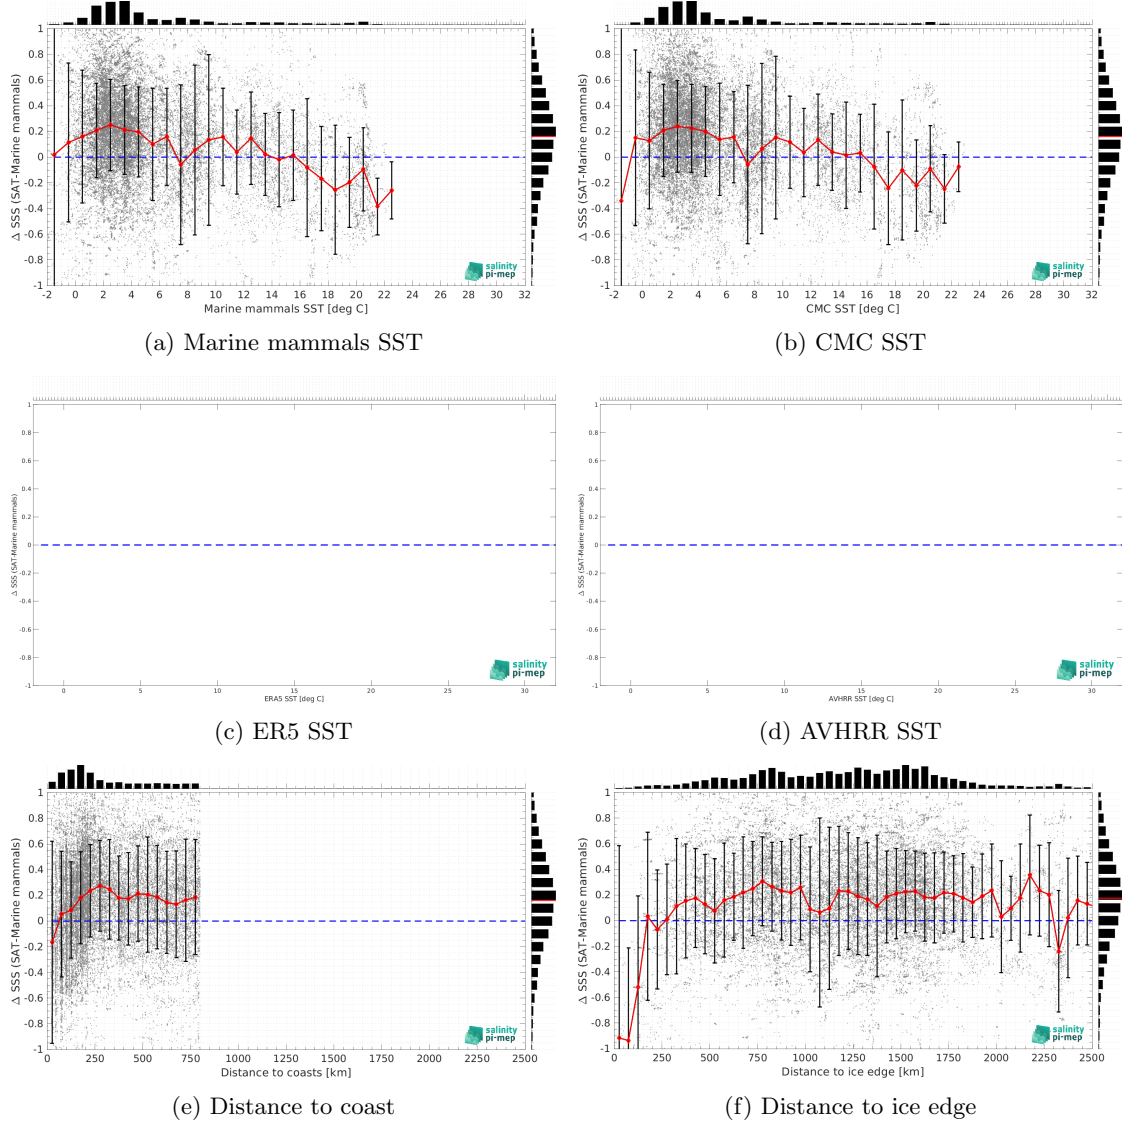 1
0.8
0.6
0.4
0.2
0
-0.2
-0.4
-0.6
-0.8
-1
Δ SSS (SAT-Marine mammals)
-2 0 2 4 6 8 10 12 14 16 18 20 22 24 26 28 30 32
Marine mammals SST [deg C]
salinity
pi-mep
(a) Marine mammals SST
1
0.8
0.6
0.4
0.2
0
-0.2
-0.4
-0.6
-0.8
-1
Δ SSS (SAT-Marine mammals)
-2 0 2 4 6 8 10 12 14 16 18 20 22 24 26 28 30 32
CMC SST [deg C]
salinity
pi-mep
(b) CMC SST
1
0.8
0.6
0.4
0.2
0
-0.2
-0.4
-0.6
-0.8
-1
Δ SSS (SAT-Marine mammals)
0 5 10 15 20 25 30
ERA5 SST [deg C]
salinity
pi-mep
(c) ER5 SST
1
0.8
0.6
0.4
0.2
0
-0.2
-0.4
-0.6
-0.8
-1
Δ SSS (SAT-Marine mammals)
0 5 10 15 20 25 30
AVHRR SST [deg C]
salinity
pi-mep
(d) AVHRR SST
1
0.8
0.6
0.4
0.2
0
-0.2
-0.4
-0.6
-0.8
-1
Δ SSS (SAT-Marine mammals)
0 250 500 750 1000 1250 1500 1750 2000 2250 2500
Distance to coasts [km]
salinity
pi-mep
(e) Distance to coast
1
0.8
0.6
0.4
0.2
0
-0.2
-0.4
-0.6
-0.8
-1
Δ SSS (SAT-Marine mammals)
0 250 500 750 1000 1250 1500 1750 2000 2250 2500
Distance to ice edge [km]
salinity
pi-mep
(f) Distance to ice edge